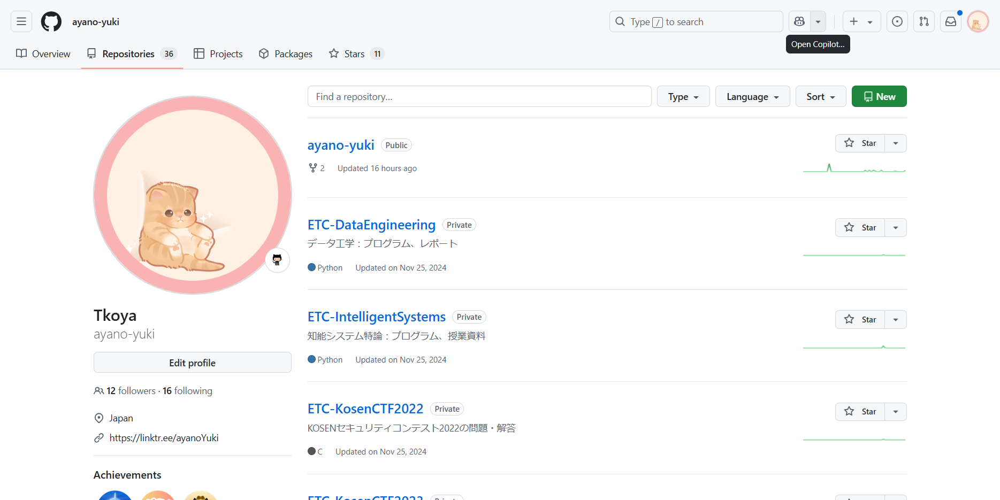 ayano-yuki
Type / to search
Open Copilot...
Overview
Repositories 36
Projects
Packages
Stars 11
Find a repository...
Type
Language
Sort
New
Tkoya
ayano-yuki
Edit profile
12 followers · 16 following
Japan
https://linktr.ee/ayanoYuki
Achievements
ayano-yuki Public
Star
2 Updated 16 hours ago
ETC-DataEngineering Private
Star
データ工学：プログラム、レポート
Python Updated on Nov 25, 2024
ETC-IntelligentSystems Private
Star
知能システム特論：プログラム、授業資料
Python Updated on Nov 25, 2024
ETC-KosenCTF2022 Private
Star
KOSENセキュリティコンテスト2022の問題・解答
C Updated on Nov 25, 2024